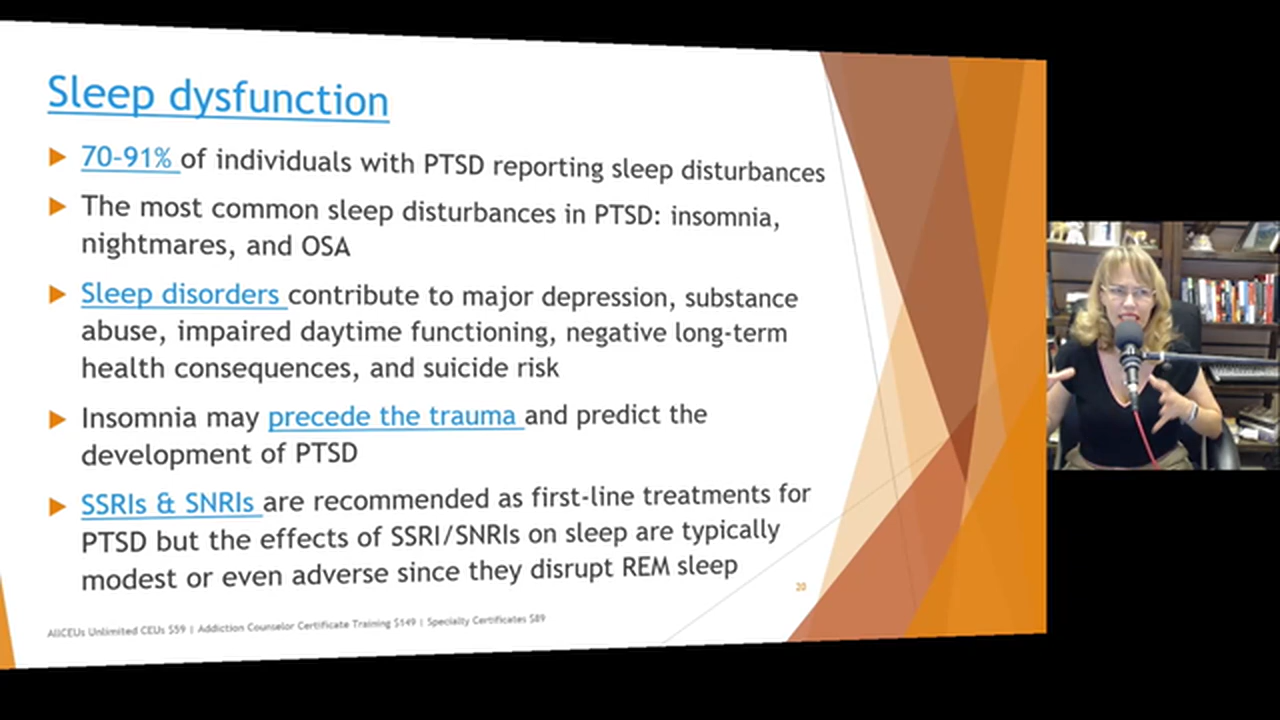 Sleep dysfunction
70-91% of individuals with PTSD reporting sleep disturbances
The most common sleep disturbances in PTSD: insomnia,
nightmares, and OSA
Sleep disorders contribute to major depression, substance
abuse, impaired daytime functioning, negative long-term
health consequences, and suicide risk
Insomnia may precede the trauma and predict the
development of PTSD
SSRIs & SNRIs are recommended as first-line treatments for
PTSD but the effects of SSRI/SNRIs on sleep are typically
modest or even adverse since they disrupt REM sleep
20
AllCEUs Unlimited CEUs $59 | Addiction Counselor Certificate Training $149 | Specialty Certificates $89